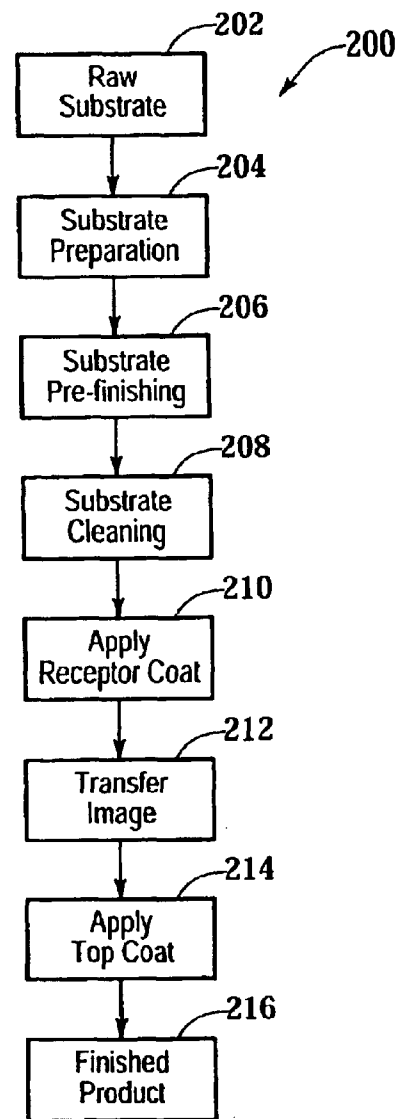 202
200
Raw
Substrate
204
Substrate
Preparation
206
Substrate
Pre-finishing
208
Substrate
Cleaning
210
Apply
Receptor Coat
212
Transfer
Image
214
Apply
Top Coat
216
Finished
Product